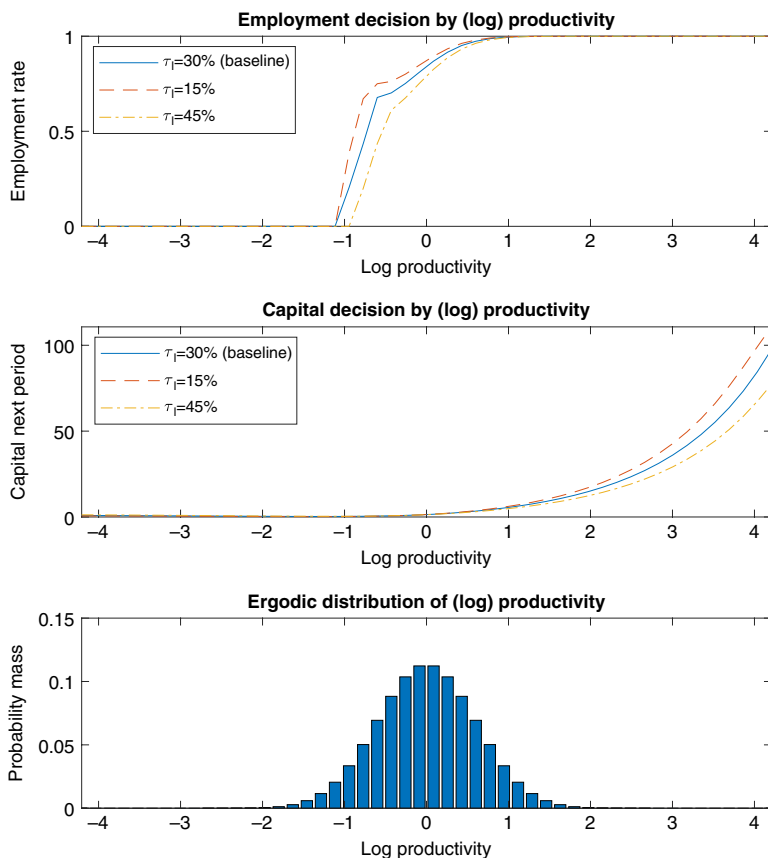 Employment decision by (log) productivity
Employment rate
1
0.5
0
τl=30% (baseline)
τl=15%
τl=45%
−4 −3 −2 −1 0 1 2 3 4
Log productivity
Capital decision by (log) productivity
Capital next period
100
50
0
τl=30% (baseline)
τl=15%
τl=45%
−4 −3 −2 −1 0 1 2 3 4
Log productivity
Ergodic distribution of (log) productivity
Probability mass
0.15
0.1
0.05
0
−4 −3 −2 −1 0 1 2 3 4
Log productivity